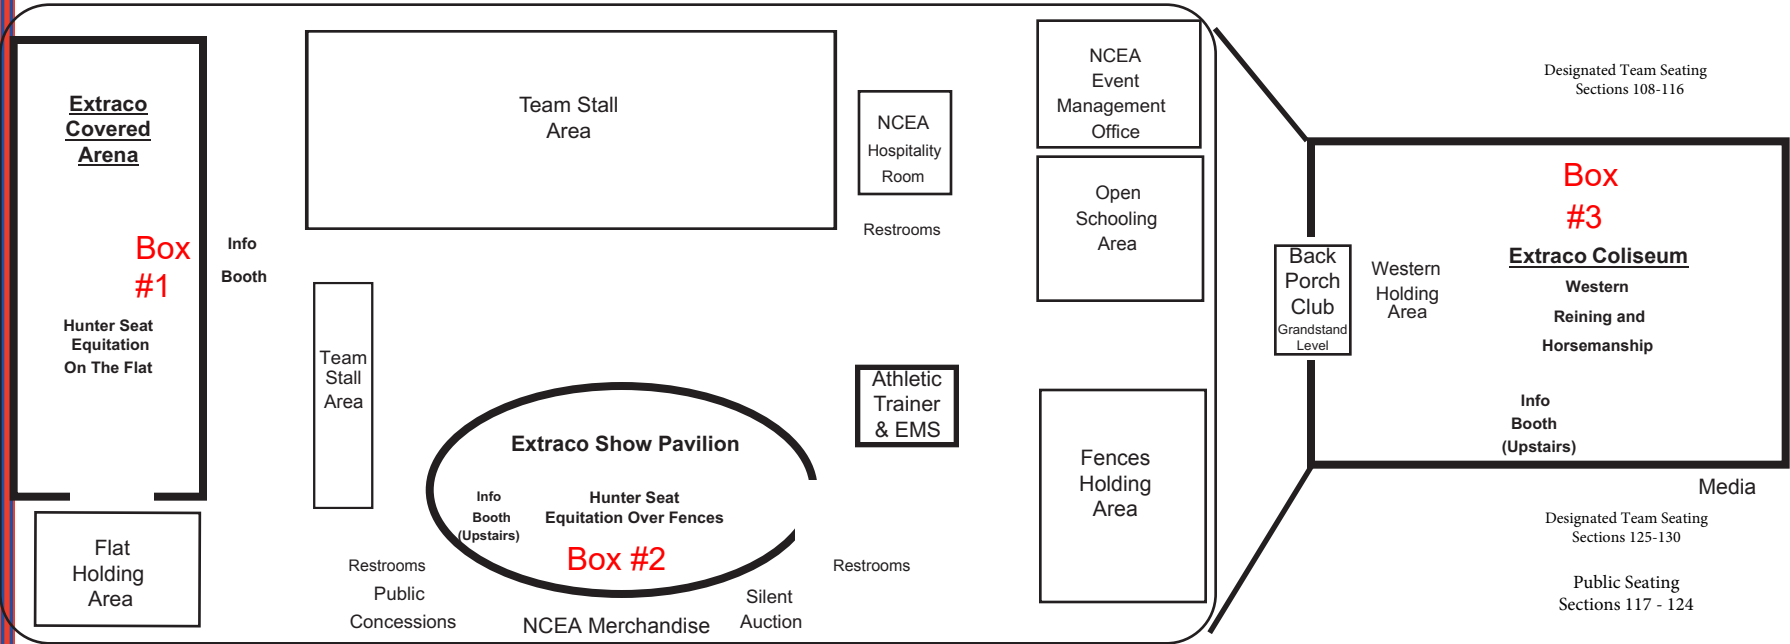 Extraco
Covered
Arena
Box
#1
Hunter Seat
Equitation
On The Flat
Info
Booth
Flat
Holding
Area
Team Stall
Area
Team
Stall
Area
NCEA
Hospitality
Room
Restrooms
Athletic
Trainer
& EMS
Extraco Show Pavilion
Info
Booth
(Upstairs)
Hunter Seat
Equitation Over Fences
Box #2
Restrooms
Public
Concessions
NCEA Merchandise
Silent
Auction
Restrooms
NCEA
Event
Management
Office
Open
Schooling
Area
Fences
Holding
Area
Back
Porch
Club
Grandstand
Level
Western
Holding
Area
Designated Team Seating
Sections 108-116
Box
#3
Extraco Coliseum
Western
Reining and
Horsemanship
Info
Booth
(Upstairs)
Media
Designated Team Seating
Sections 125-130
Public Seating
Sections 117 - 124